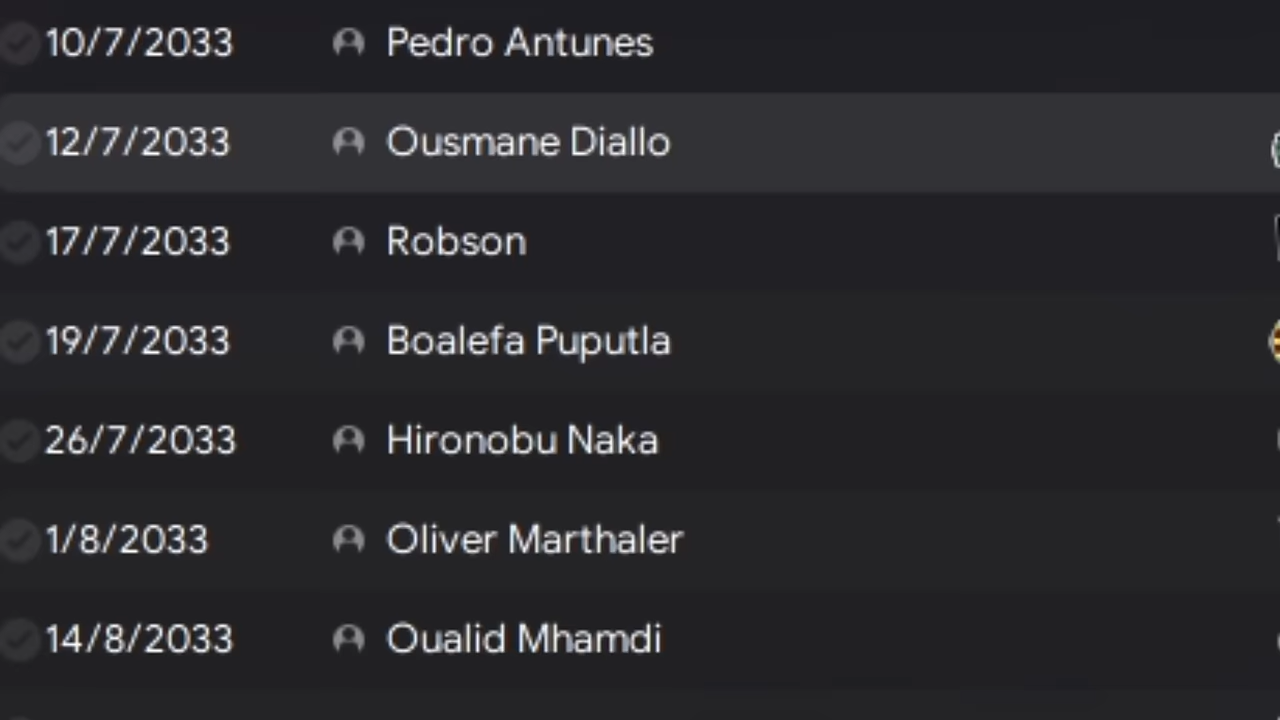 10/7/2033 Pedro Antunes
12/7/2033 Ousmane Diallo
17/7/2033 Robson
19/7/2033 Boalefa Puputla
26/7/2033 Hironobu Naka
1/8/2033 Oliver Marthaler
14/8/2033 Oualid Mhamdi